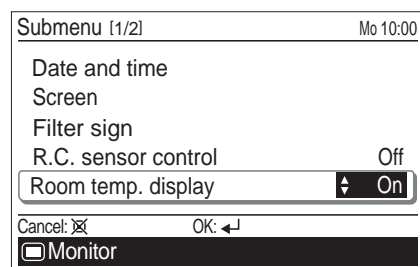 Submenu [1/2] Mo 10:00
Date and time
Screen
Filter sign
R.C. sensor control Off
Room temp. display On
Cancel: OK:
Monitor